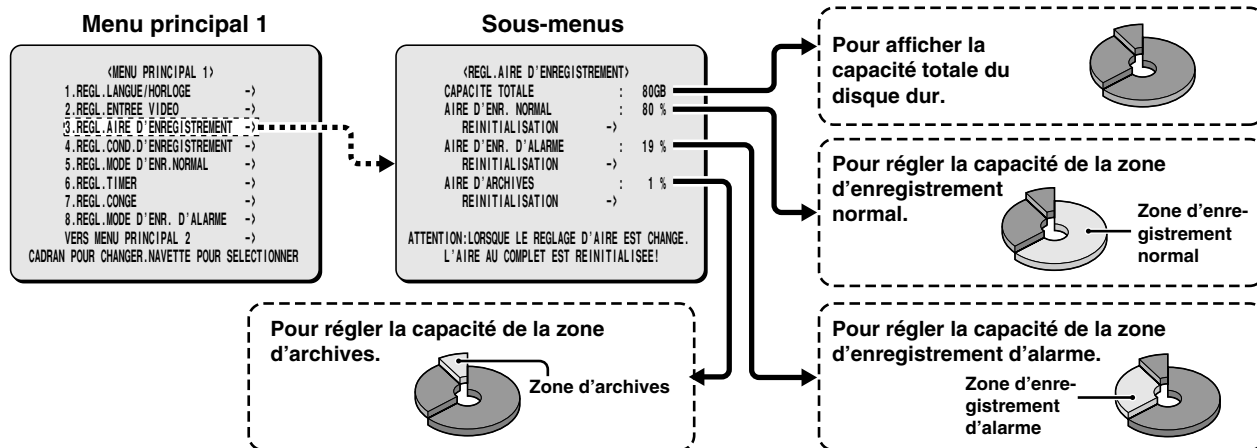 Menu principal 1
<MENU PRINCIPAL 1>
1.REGL.LANGUE/HORLOGE ->
2.REGL.ENTREE VIDEO ->
3.REGL.AIRE D'ENREGISTREMENT ->
4.REGL.COND.D'ENREGISTREMENT ->
5.REGL.MODE D'ENR.NORMAL ->
6.REGL.TIMER ->
7.REGL.CONGE ->
8.REGL.MODE D'ENR. D'ALARME ->
VERS MENU PRINCIPAL 2 ->
CADRAN POUR CHANGER.NAVETTE POUR SELECTIONNER
Sous-menus
<REGL.AIRE D'ENREGISTREMENT>
CAPACITE TOTALE : 80GB
AIRE D'ENR. NORMAL : 80 %
REINITIALISATION ->
AIRE D'ENR. D'ALARME : 19 %
REINITIALISATION ->
AIRE D'ARCHIVES : 1 %
REINITIALISATION ->
ATTENTION:LORSQUE LE REGLAGE D'AIRE EST CHANGE.
L'AIRE AU COMPLET EST REINITIALISEE!
Pour afficher la
capacité totale du
disque dur.
Pour régler la capacité de la zone
d'enregistrement
normal.
Zone d'enre-
gistrement
normal
Pour régler la capacité de la zone
d'archives.
Zone d'archives
Pour régler la capacité de la zone
d'enregistrement d'alarme.
Zone d'enre-
gistrement
d'alarme